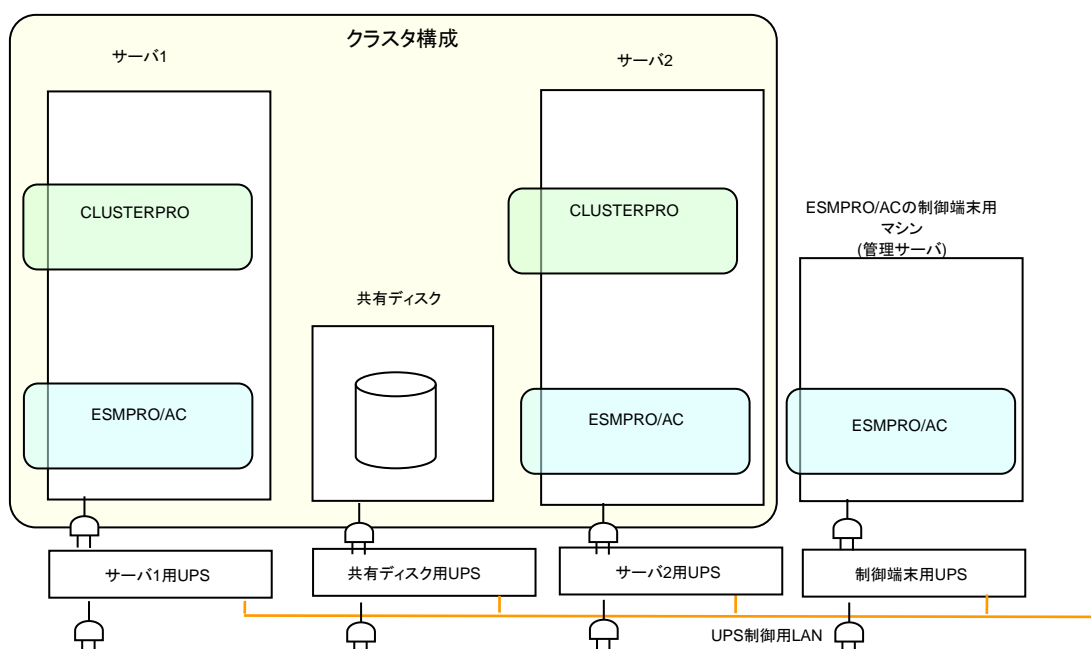 クラスタ構成
サーバ1
サーバ2
CLUSTERPRO
CLUSTERPRO
ESMPRO/ACの制御端末用
マシン
(管理サーバ)
共有ディスク
ESMPRO/AC
ESMPRO/AC
ESMPRO/AC
サーバ1用UPS
共有ディスク用UPS
サーバ2用UPS
制御端末用UPS
UPS制御用LAN